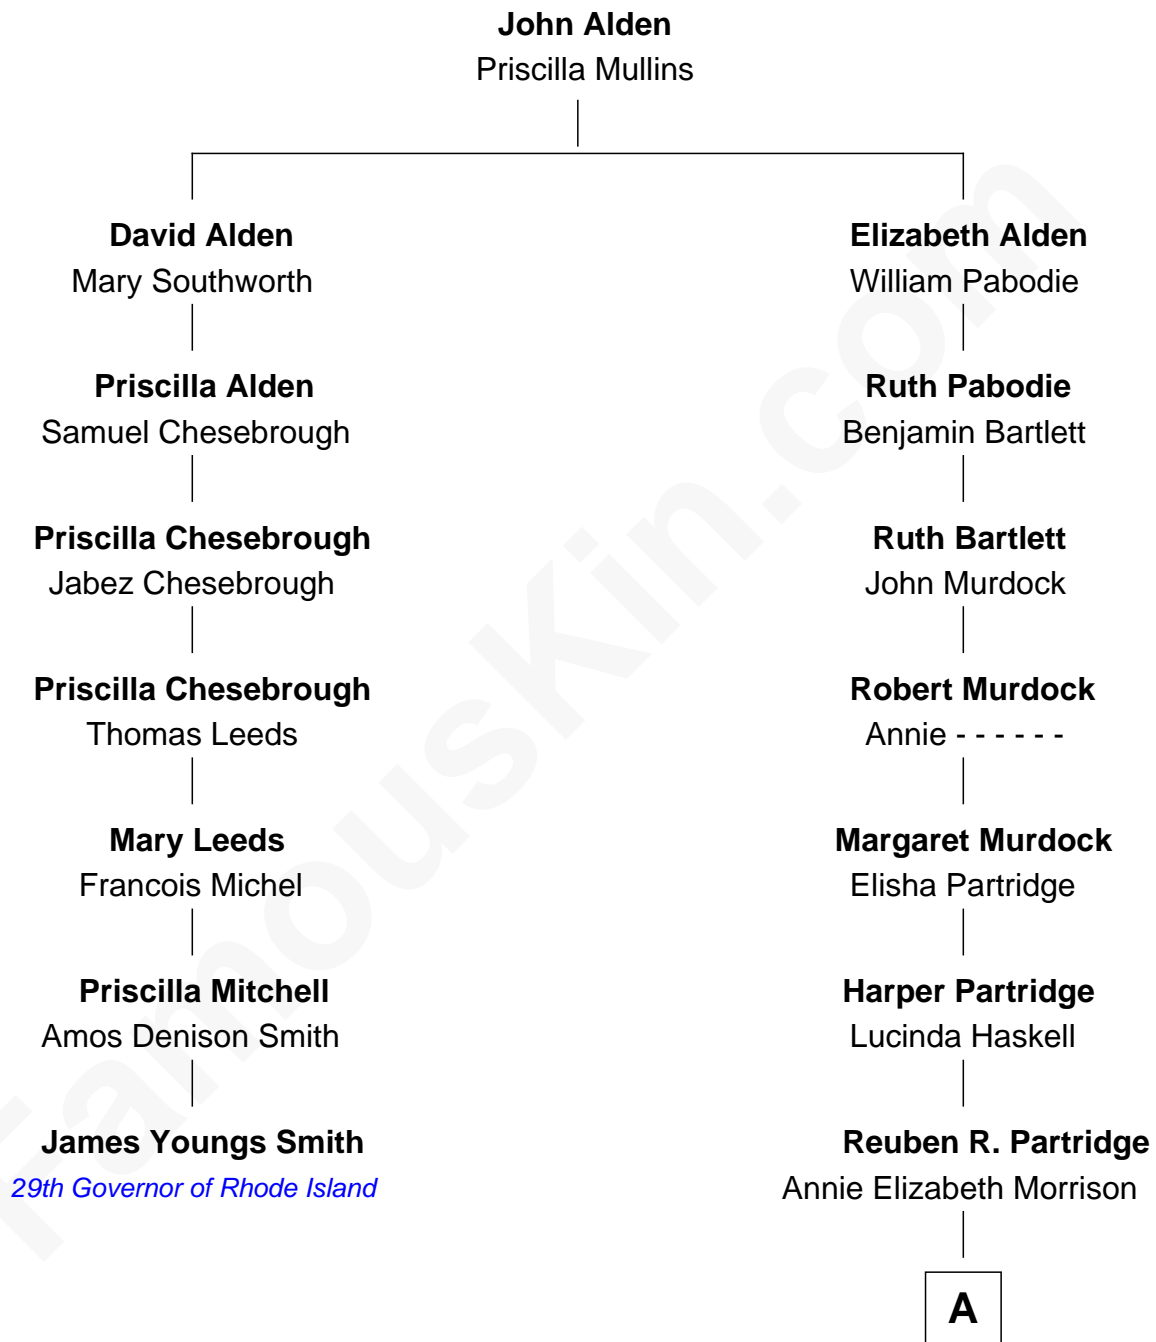 John Alden
Priscilla Mullins
David Alden
Mary Southworth
Elizabeth Alden
William Pabodie
Priscilla Alden
Samuel Chesebrough
Ruth Pabodie
Benjamin Bartlett
Priscilla Chesebrough
Jabez Chesebrough
Ruth Bartlett
John Murdock
Priscilla Chesebrough
Thomas Leeds
Robert Murdock
Annie - - - - - -
Mary Leeds
Francois Michel
Margaret Murdock
Elisha Partridge
Priscilla Mitchell
Amos Denison Smith
Harper Partridge
Lucinda Haskell
James Youngs Smith
29th Governor of Rhode Island
Reuben R. Partridge
Annie Elizabeth Morrison
A
FamousKin.com